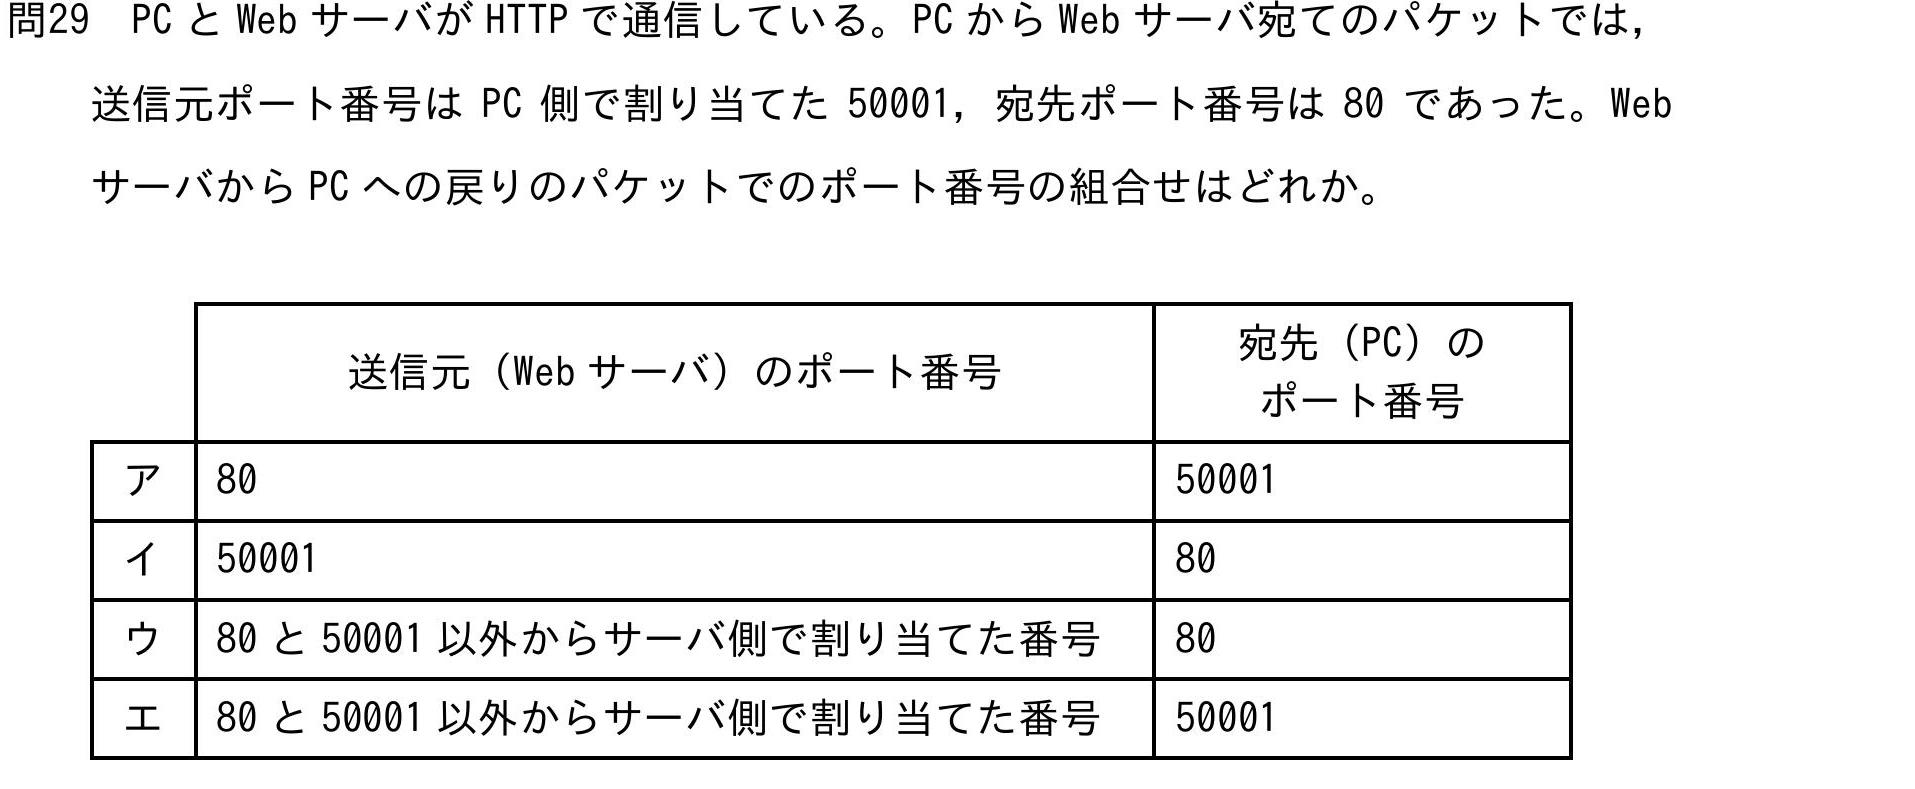 問29　PC と Web サーバが HTTP で通信している。PC から Web サーバ宛てのパケットでは，
送信元ポート番号は PC 側で割り当てた 50001，宛先ポート番号は 80 であった。Web
サーバから PC への戻りのパケットでのポート番号の組合せはどれか。
送信元（Web サーバ）のポート番号
宛先（PC）の
ポート番号
ア 80 50001
イ 50001 80
ウ 80 と 50001 以外からサーバ側で割り当てた番号 80
エ 80 と 50001 以外からサーバ側で割り当てた番号 50001